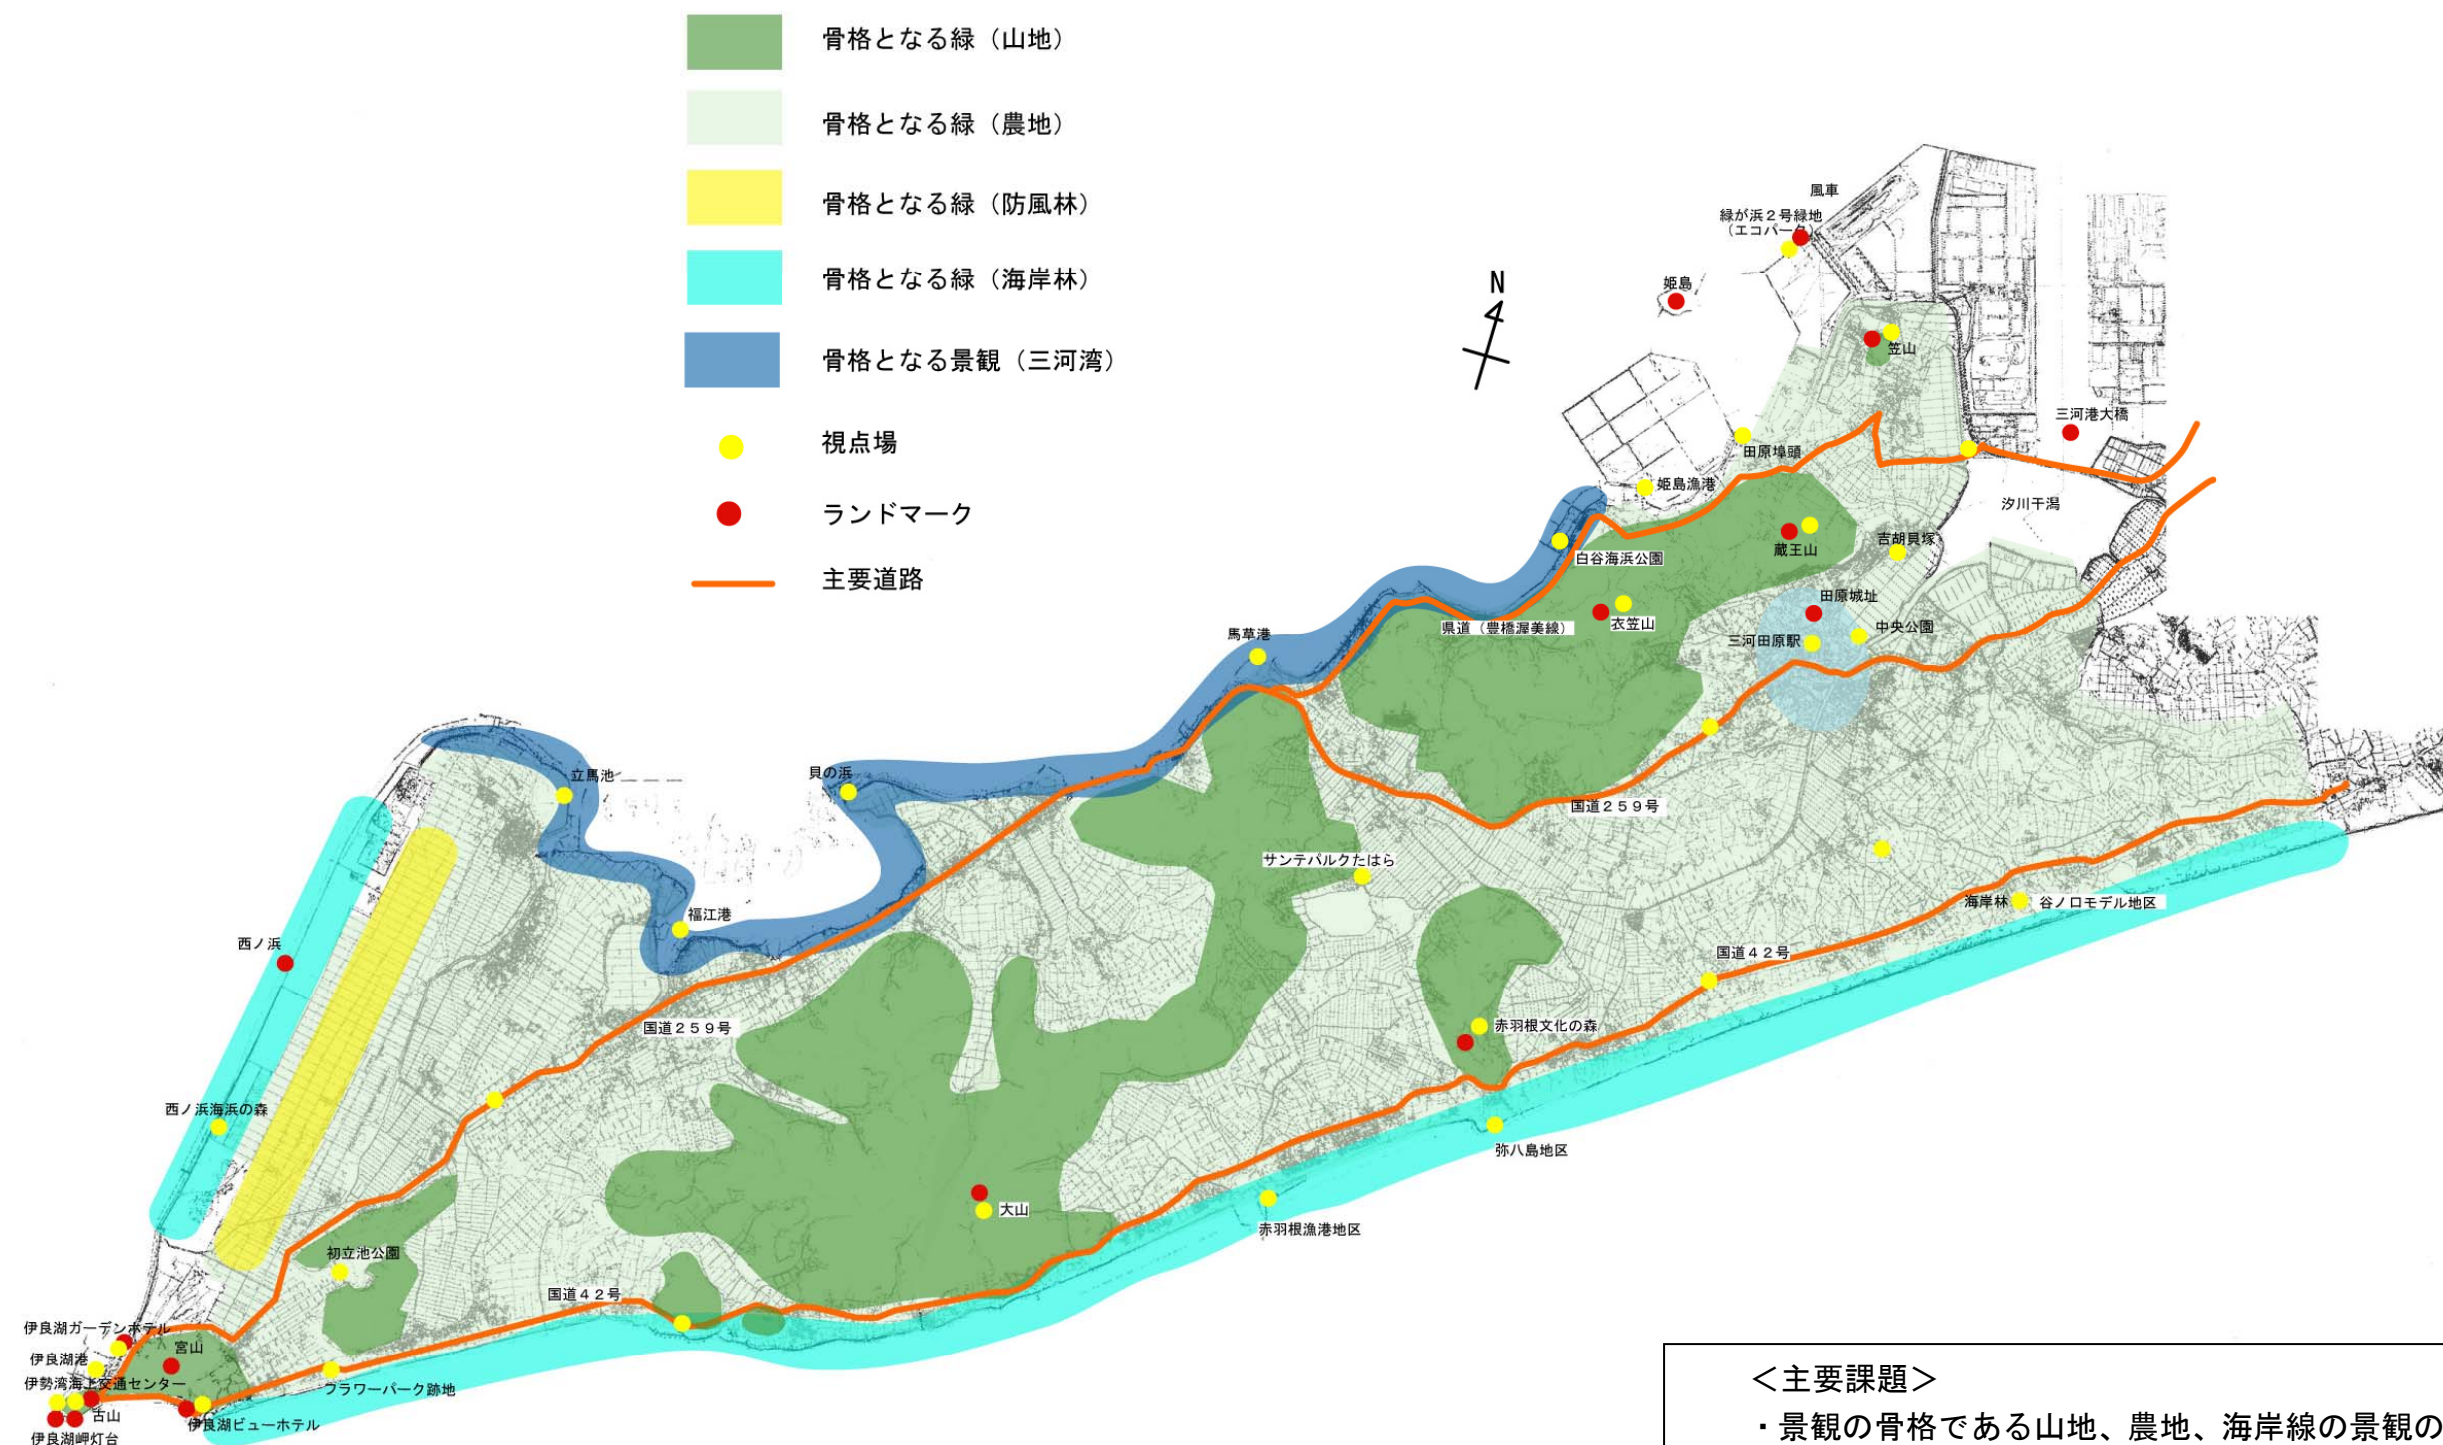 骨格となる緑（山地）
骨格となる緑（農地）
骨格となる緑（防風林）
骨格となる緑（海岸林）
骨格となる景観（三河湾）
視点場
ランドマーク
主要道路
N
風車
緑が浜２号緑地
（エコパーク）
姫島
笠山
三河港大橋
田原埠頭
姫島漁港
汐川干潟
蔵王山
吉胡貝塚
白谷海浜公園
田原城址
衣笠山
県道（豊橋渥美線）
中央公園
三河田原駅
馬草港
立馬池
貝の浜
国道２５９号
サンテパルクたはら
福江港
海岸林
谷ノ口モデル地区
西ノ浜
国道４２号
国道２５９号
赤羽根文化の森
西ノ浜海浜の森
弥八島地区
大山
赤羽根漁港地区
初立池公園
国道４２号
伊良湖ガーデンホテル
宮山
伊良湖港
伊勢湾海上交通センター
フラワーパーク跡地
古山
伊良湖ビューホテル
伊良湖岬灯台
＜主要課題＞
・景観の骨格である山地、農地、海岸線の景観の